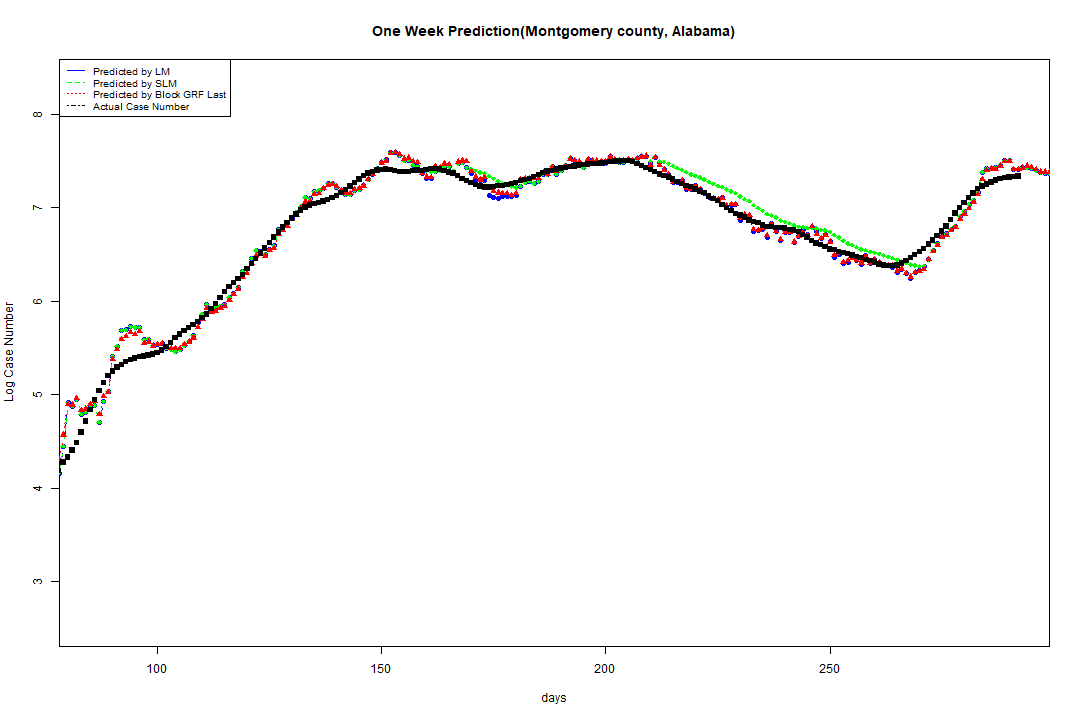 One Week Prediction(Montgomery county, Alabama)
Predicted by LM
Predicted by SLM
Predicted by Block GRF Last
Actual Case Number
8
7
6
5
4
3
Log Case Number
100
150
200
250
days